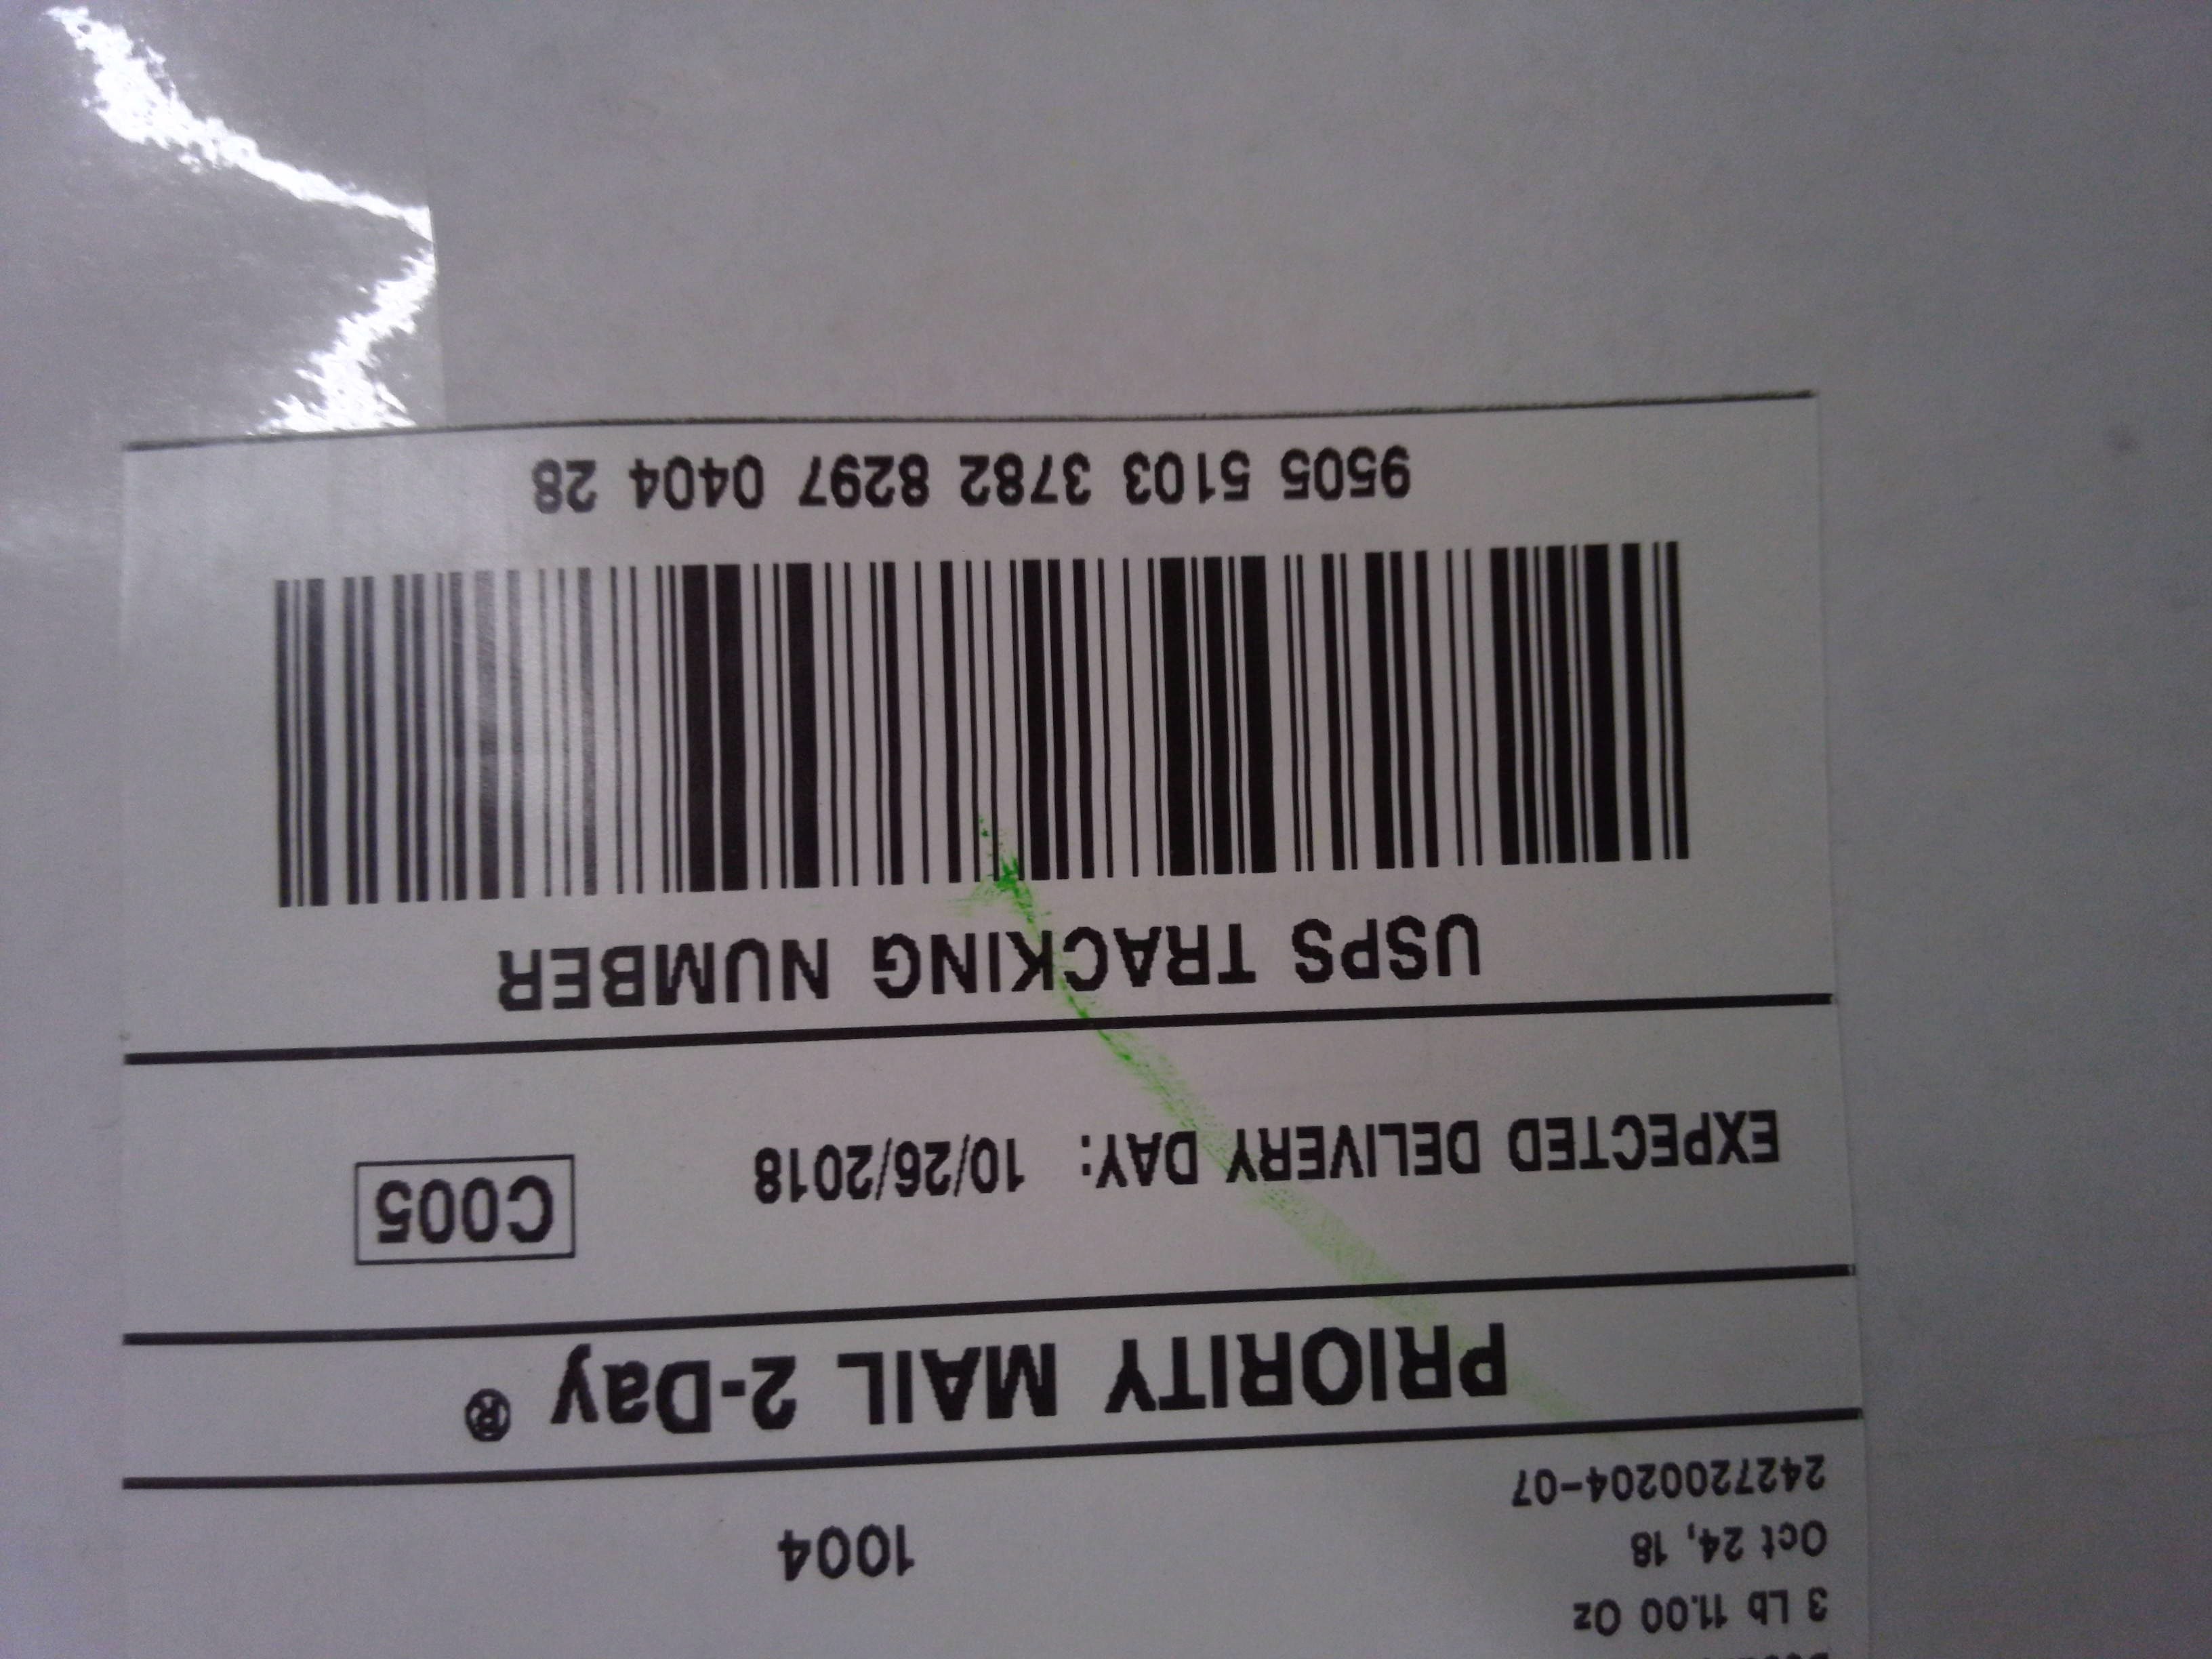 3 Lb 11.00 Oz
Oct 24, 18
2427200204-07
1004
PRIORITY MAIL 2-Day ®
EXPECTED DELIVERY DAY: 10/26/2018
C005
USPS TRACKING NUMBER
9505 5103 3782 8297 0404 28